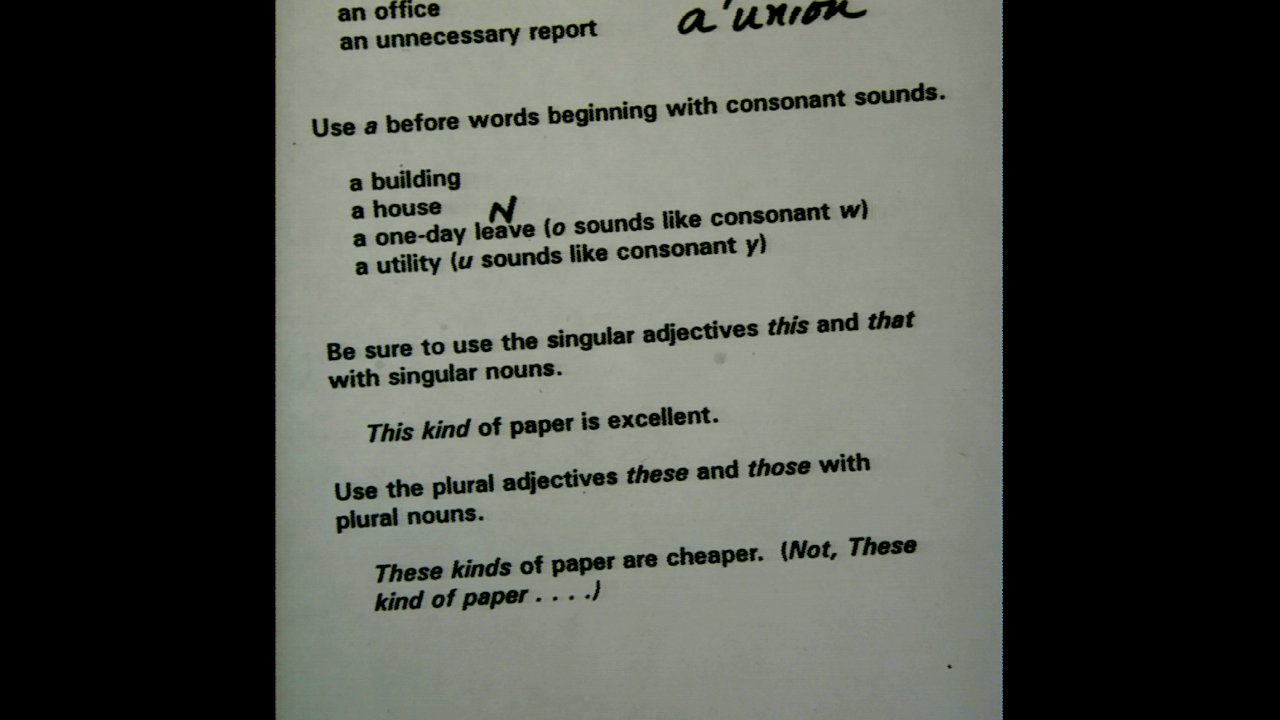 an office
an unnecessary report a union
Use a before words beginning with consonant sounds.
a building
a house N
a one-day leave (o sounds like consonant w)
a utility (u sounds like consonant y)
Be sure to use the singular adjectives this and that
with singular nouns.
This kind of paper is excellent.
Use the plural adjectives these and those with
plural nouns.
These kinds of paper are cheaper. (Not, These
kind of paper . . . .)